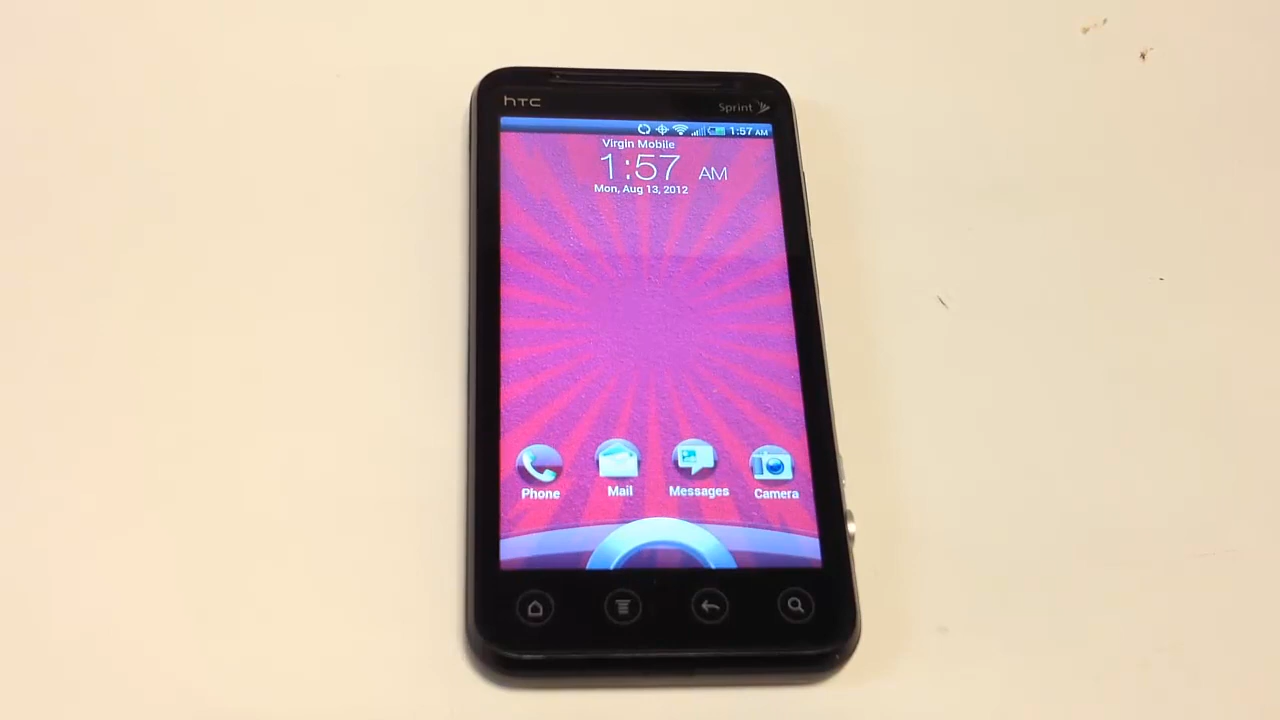 hTC
Sprint
1:57 AM
Virgin Mobile
1:57 AM
Mon, Aug 13, 2012
Phone
Mail
Messages
Camera